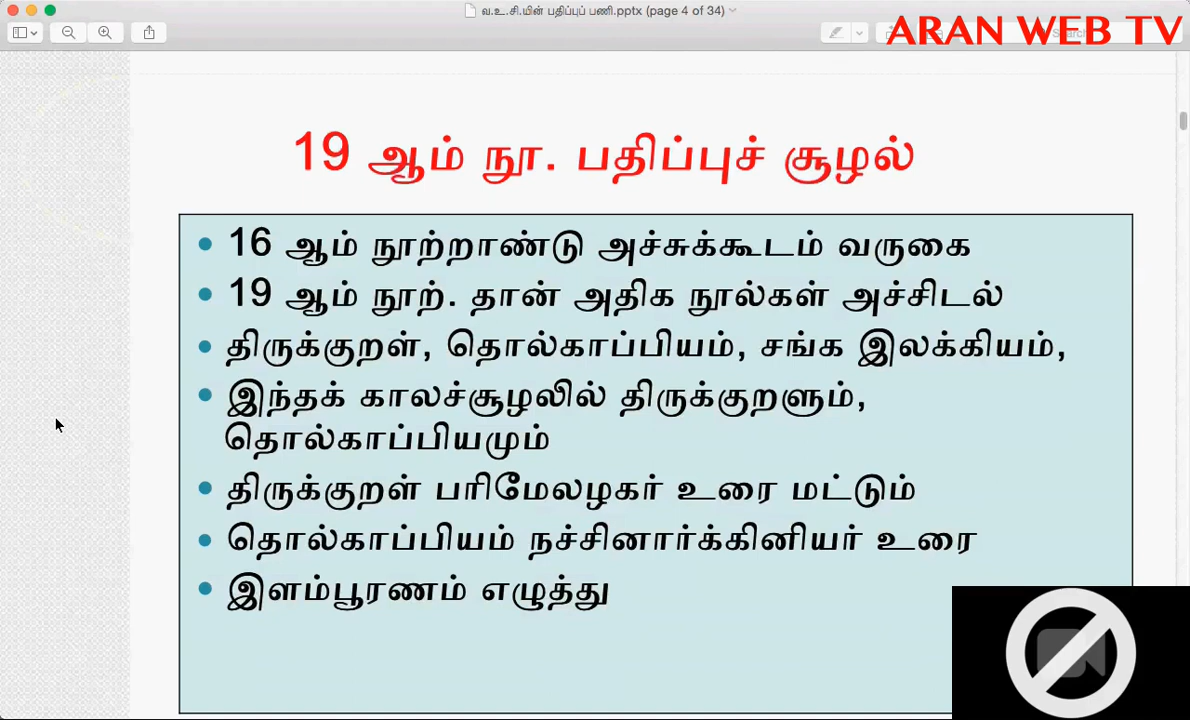 வ.உ.சி.யின் பதிப்புப் பணி.pptx (page 4 of 34)
ARAN WEB TV
19 ஆம் நூ. பதிப்புச் சூழல்
• 16 ஆம் நூற்றாண்டு அச்சுக்கூடம் வருகை
• 19 ஆம் நூற். தான் அதிக நூல்கள் அச்சிடல்
• திருக்குறள், தொல்காப்பியம், சங்க இலக்கியம்,
• இந்தக் காலச்சூழலில் திருக்குறளும்,
தொல்காப்பியமும்
• திருக்குறள் பரிமேலழகர் உரை மட்டும்
• தொல்காப்பியம் நச்சினார்க்கினியர் உரை
• இளம்பூரணம் எழுத்து